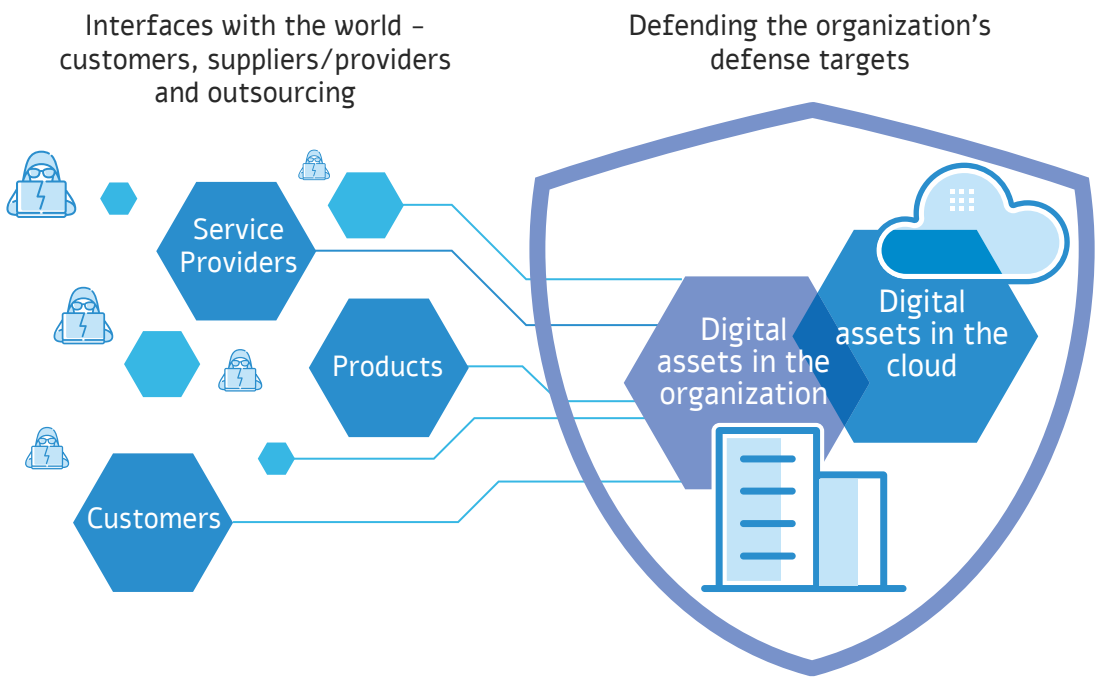 Interfaces with the world –
customers, suppliers/providers
and outsourcing
Defending the organization's
defense targets
Service
Providers
Products
Customers
Digital
assets in the
organization
Digital
assets in the
cloud